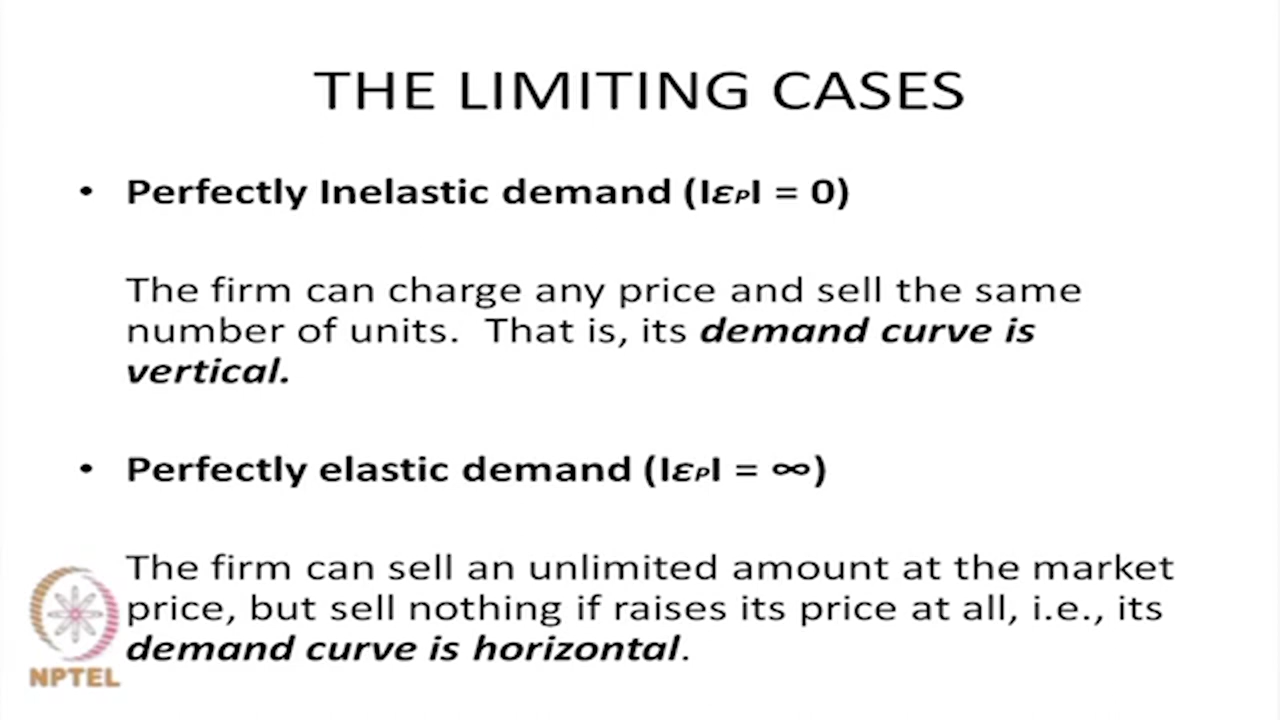 THE LIMITING CASES
• Perfectly Inelastic demand (IεPI = 0)
The firm can charge any price and sell the same
number of units. That is, its demand curve is
vertical.
• Perfectly elastic demand (IεPI = ∞)
The firm can sell an unlimited amount at the market
price, but sell nothing if raises its price at all, i.e., its
demand curve is horizontal.
NPTEL